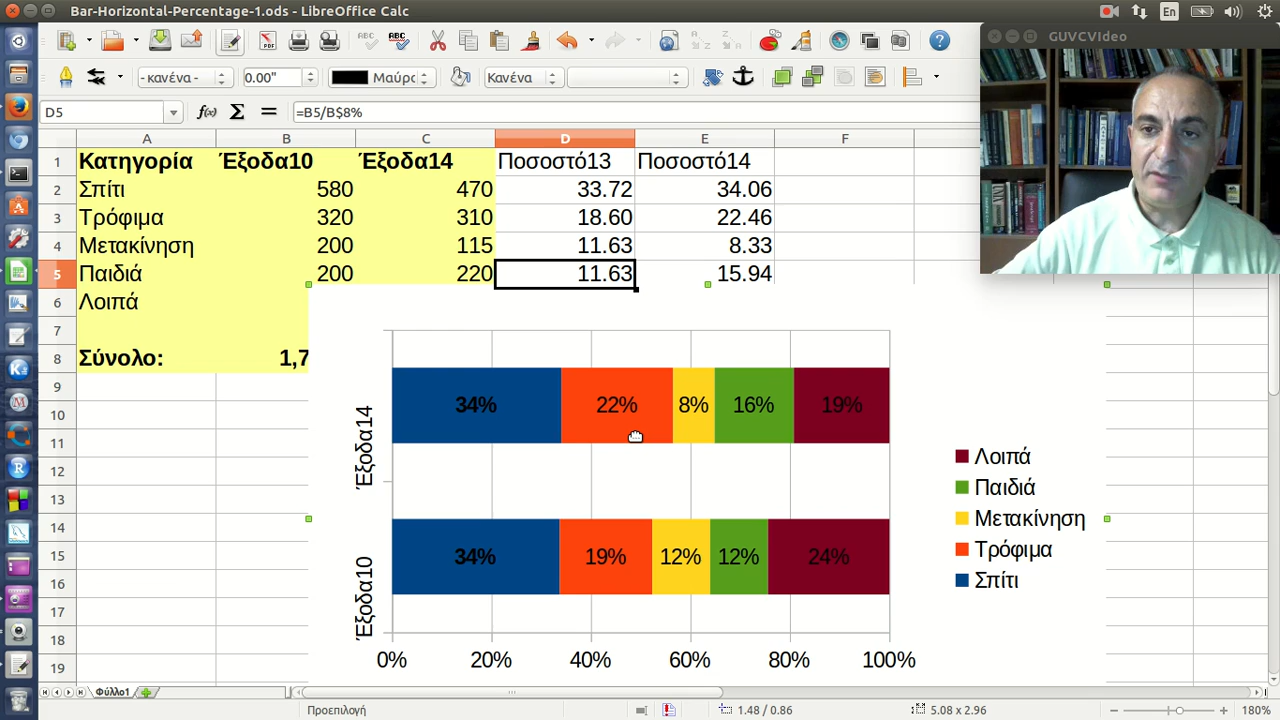 Bar-Horizontal-Percentage-1.ods - LibreOffice Calc
En
GUVCVIdeo
- κανένα -
0.00"
Μαύρο
Κανένα
D5
=B5/B$8%
A B C D E F
1 Κατηγορία Έξοδα10 Έξοδα14 Ποσοστό13 Ποσοστό14
2 Σπίτι 580 470 33.72 34.06
3 Τρόφιμα 320 310 18.60 22.46
4 Μετακίνηση 200 115 11.63 8.33
5 Παιδιά 200 220 11.63 15.94
6 Λοιπά
7
8 Σύνολο: 1,7
9
10
11
12
13
14
15
16
17
18
19
Έξοδα14
34% 22% 8% 16% 19%
Έξοδα10
34% 19% 12% 12% 24%
0% 20% 40% 60% 80% 100%
Λοιπά
Παιδιά
Μετακίνηση
Τρόφιμα
Σπίτι
Φύλλο1
Προεπιλογή
1.48 / 0.86
5.08 x 2.96
180%